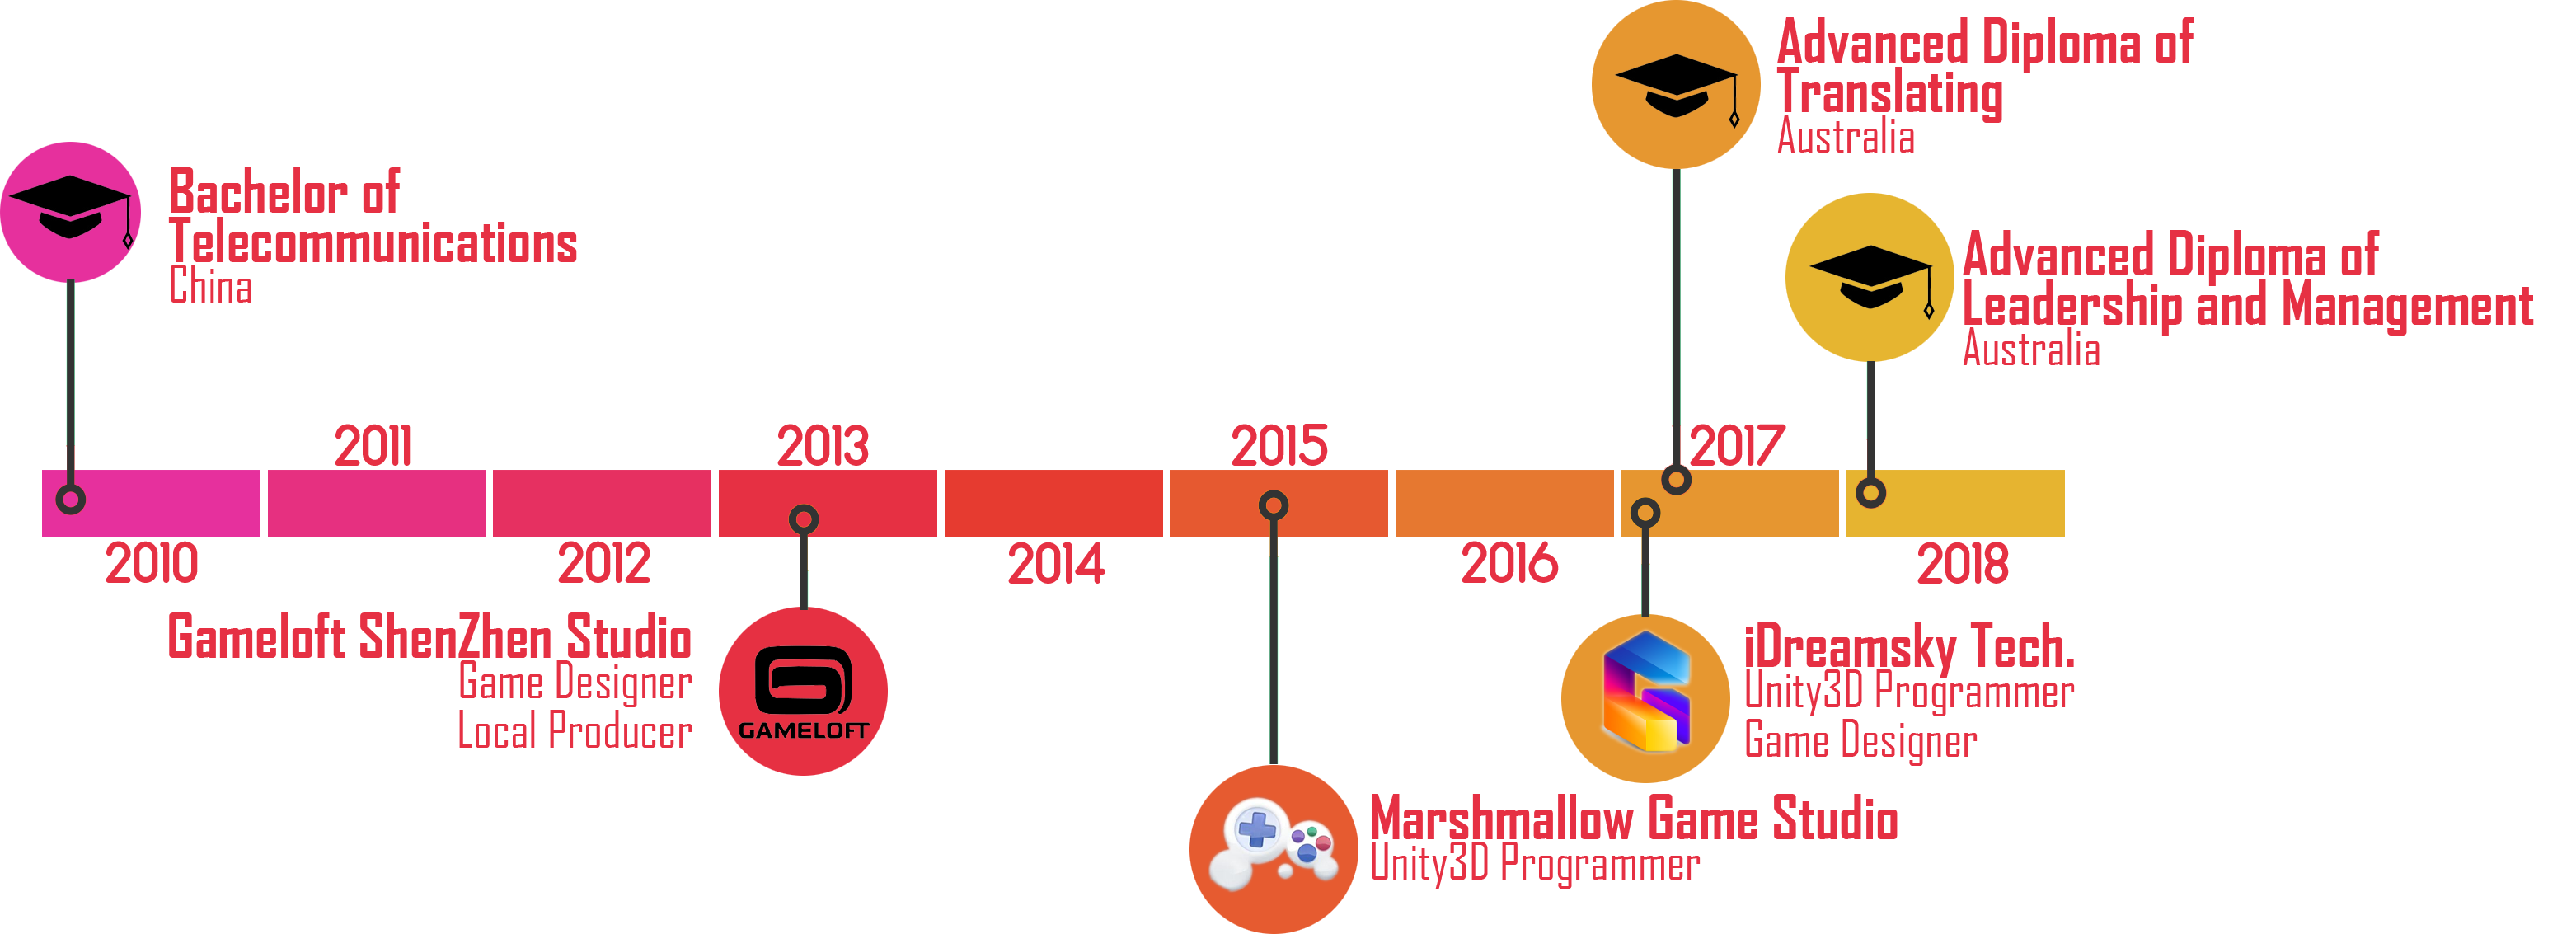 Advanced Diploma of
Translating
Australia
Bachelor of
Telecommunications
China
Advanced Diploma of
Leadership and Management
Australia
2011
2013
2015
2017
2010
2012
2014
2016
2018
Gameloft ShenZhen Studio
Game Designer
Local Producer
GAMELOFT
iDreamsky Tech.
Unity3D Programmer
Game Designer
Marshmallow Game Studio
Unity3D Programmer